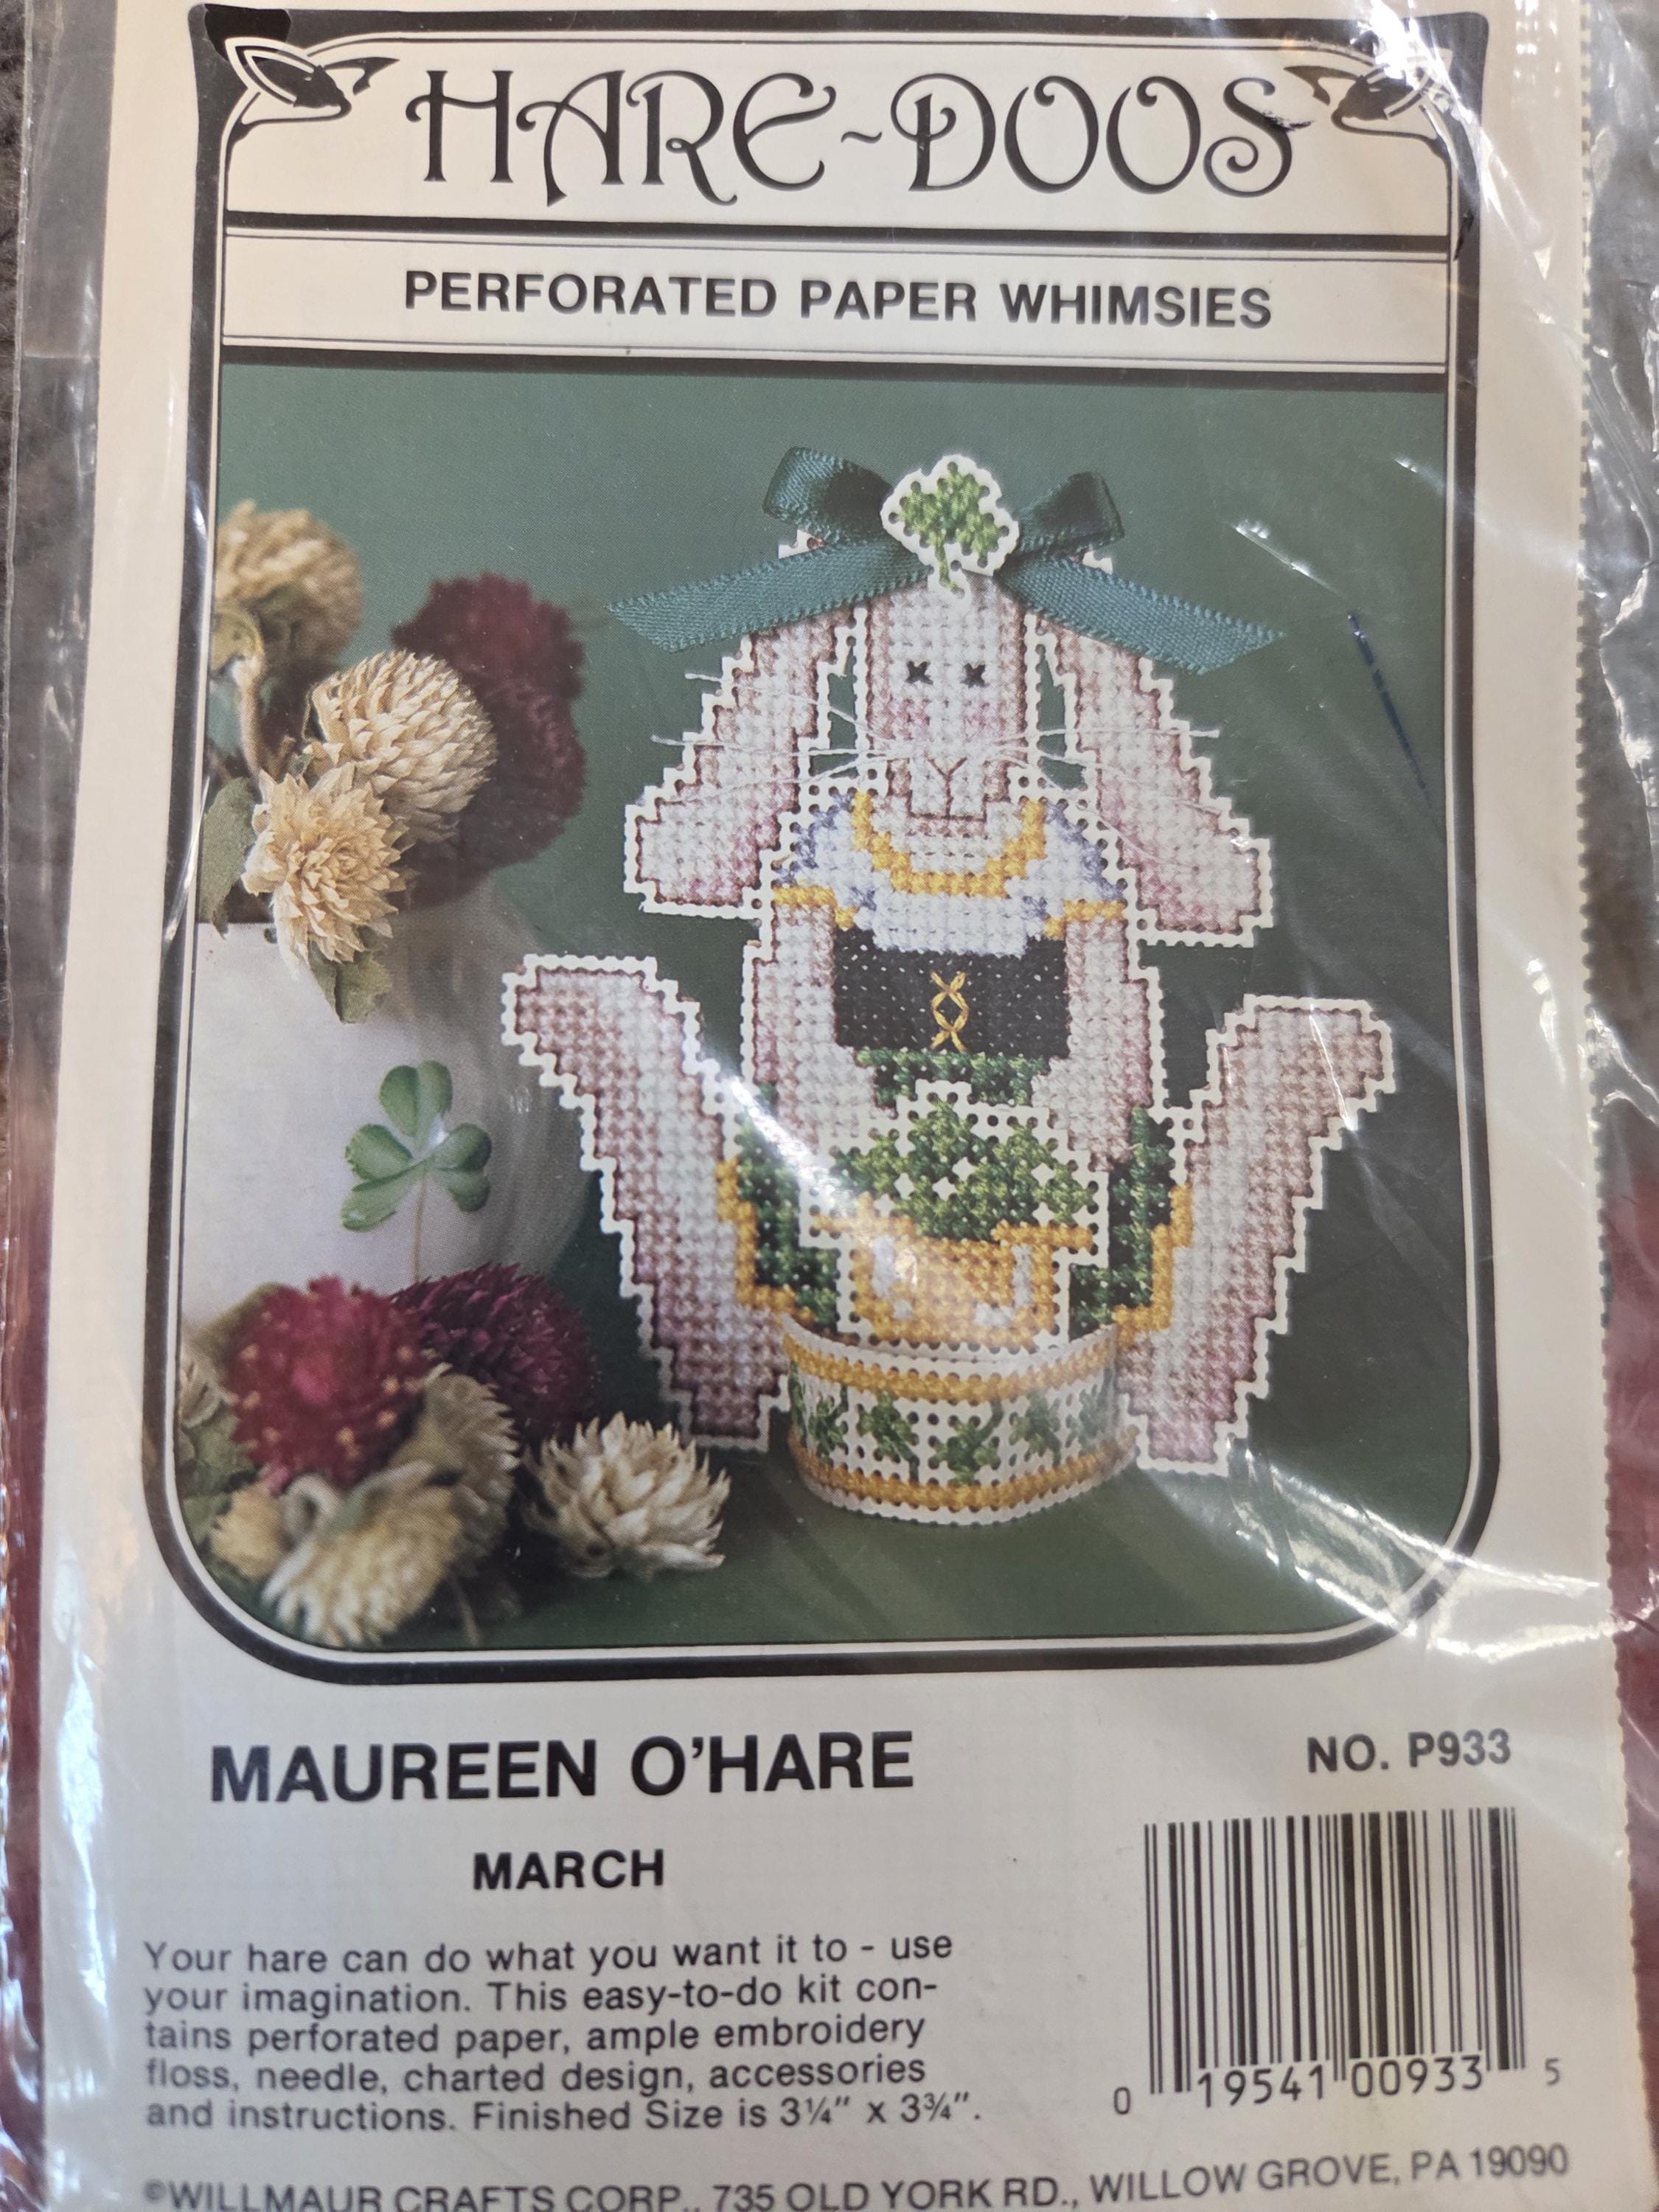 HARE-DOOS
PERFORATED PAPER WHIMSIES
MAUREEN O'HARE
NO. P933
MARCH
Your hare can do what you want it to - use
your imagination. This easy-to-do kit con-
tains perforated paper, ample embroidery
floss, needle, charted design, accessories
and instructions. Finished Size is 3¼" x 3¾".
0 19541 00933 5
©WILLMAUR CRAFTS CORP., 735 OLD YORK RD., WILLOW GROVE, PA 19090